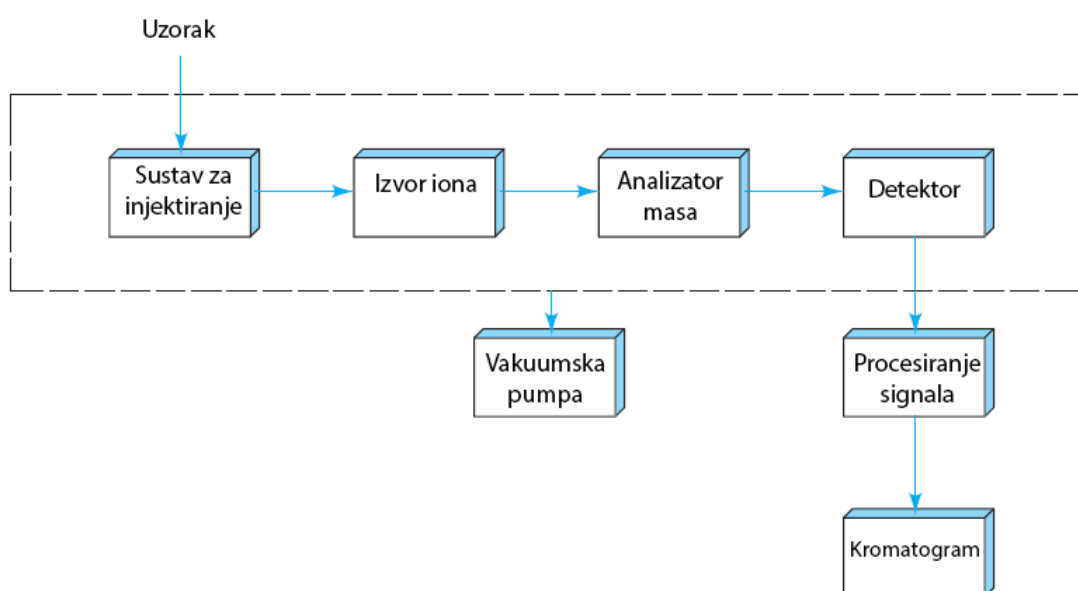 Uzorak
Sustav za
injektiranje
Izvor iona
Analizator
masa
Detektor
Vakuumska
pumpa
Procesiranje
signala
Kromatogram